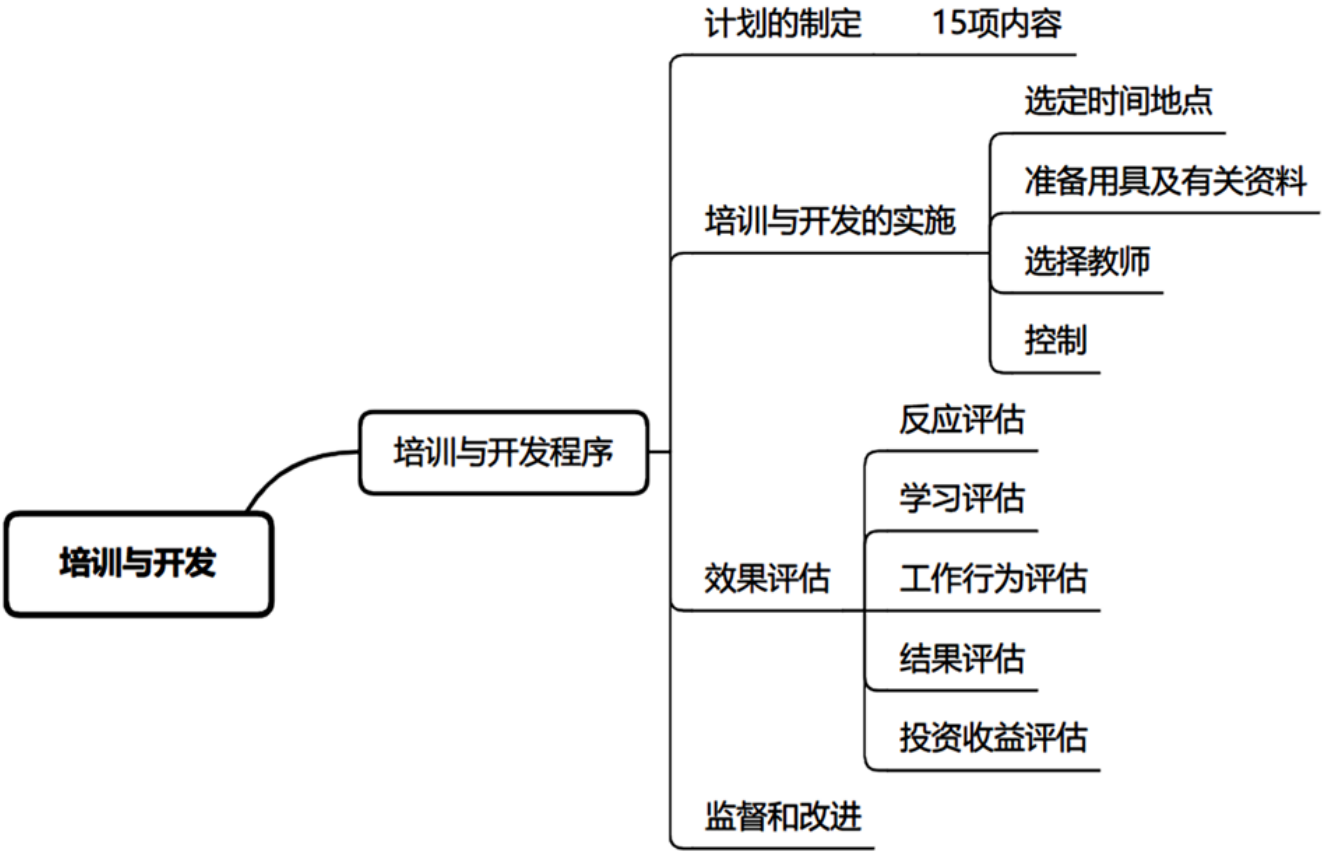 计划的制定
15项内容
选定时间地点
准备用具及有关资料
培训与开发的实施
选择教师
控制
反应评估
培训与开发程序
学习评估
培训与开发
效果评估
工作行为评估
结果评估
投资收益评估
监督和改进